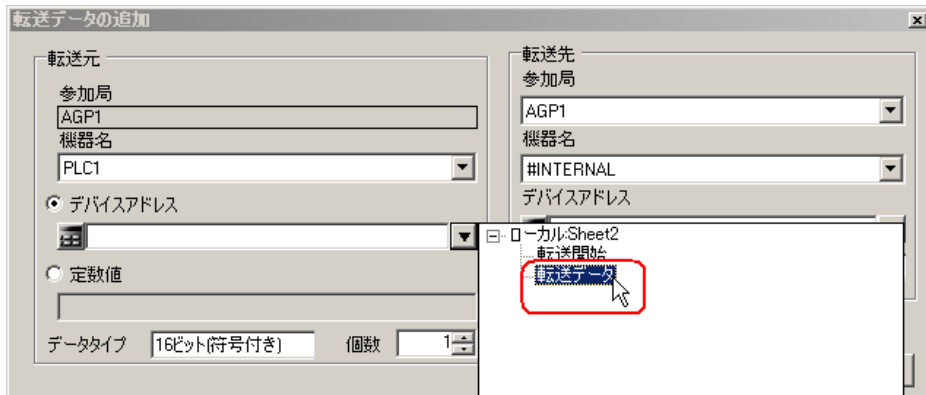 転送データの追加
転送元
参加局
AGP1
機器名
PLC1
デバイスアドレス
定数値
データタイプ 16ビット(符号付き) 個数 1
転送先
参加局
AGP1
機器名
#INTERNAL
デバイスアドレス
ローカル:Sheet2
転送開始
転送データ